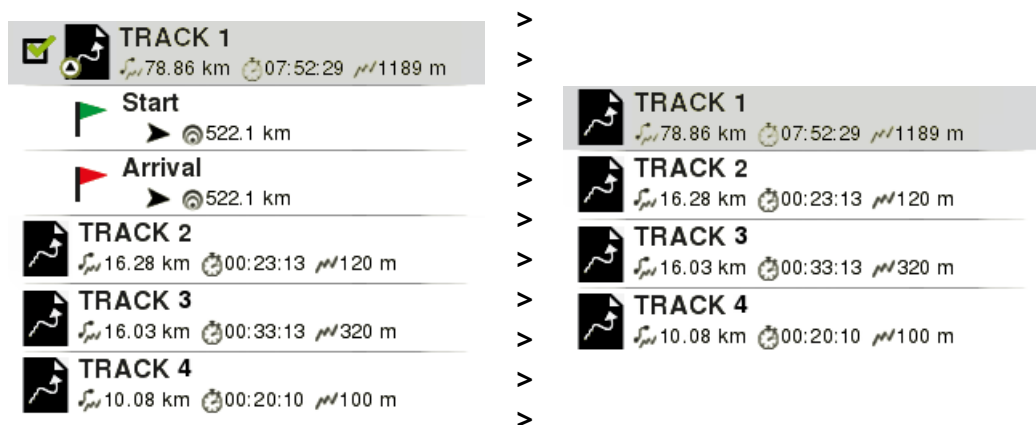 TRACK 1
78.86 km 07:52:29 1189 m
Start
522.1 km
Arrival
522.1 km
TRACK 2
16.28 km 00:23:13 120 m
TRACK 3
16.03 km 00:33:13 320 m
TRACK 4
10.08 km 00:20:10 100 m
>
>
>
>
>
>
>
>
>
>
>
TRACK 1
78.86 km 07:52:29 1189 m
TRACK 2
16.28 km 00:23:13 120 m
TRACK 3
16.03 km 00:33:13 320 m
TRACK 4
10.08 km 00:20:10 100 m